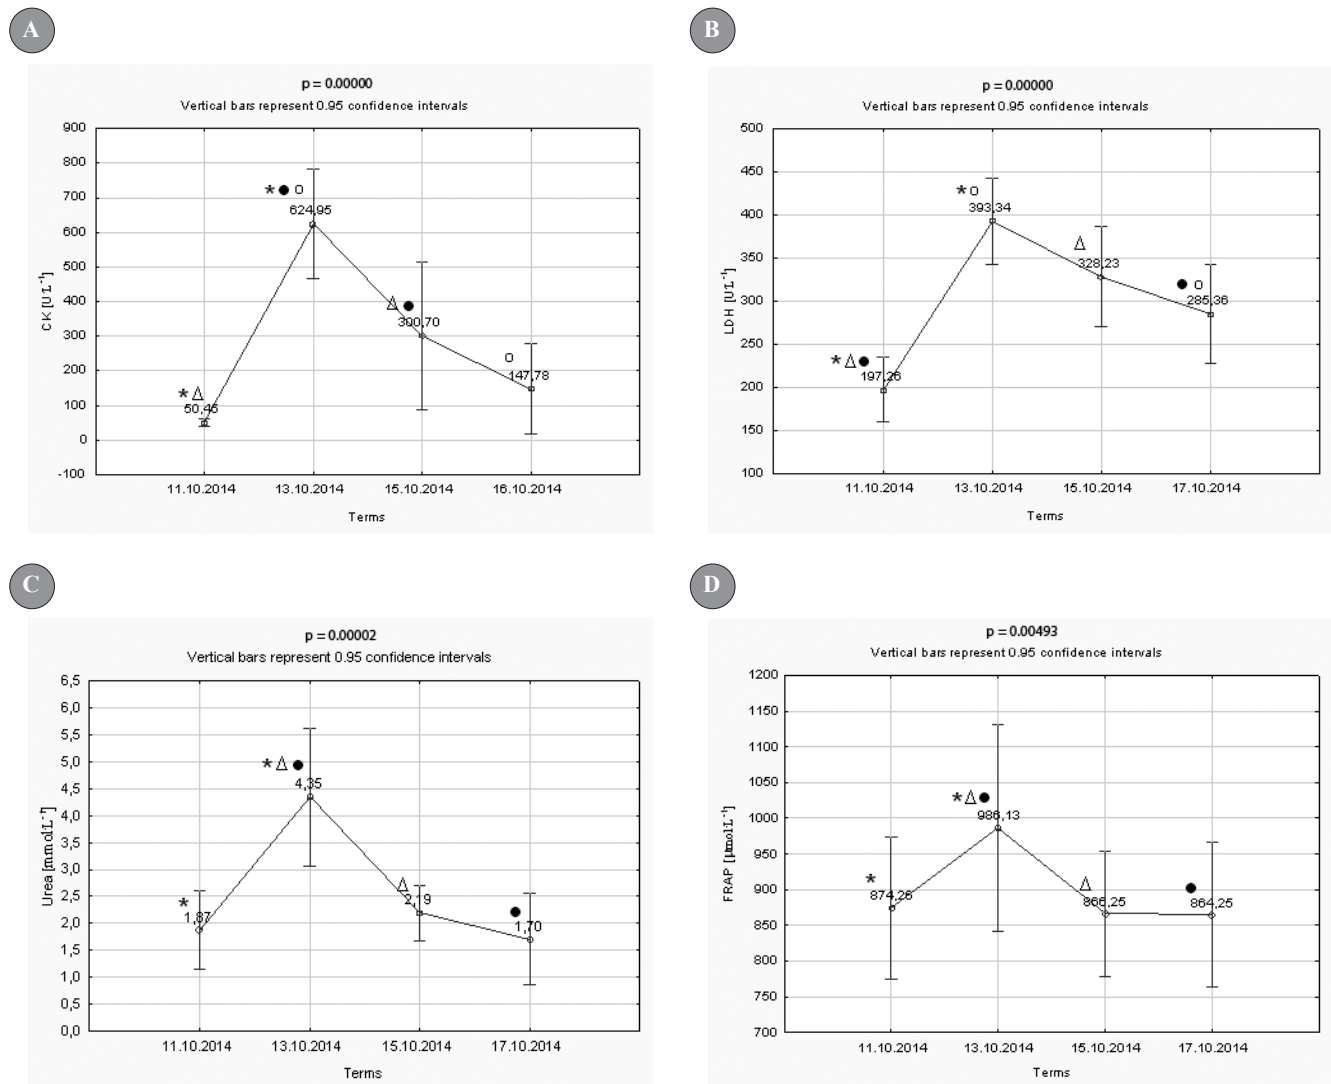 A
p = 0.00000
Vertical bars represent 0.95 confidence intervals
900
800
700
600
500
400
300
200
100
0
-100
CK [U·L⁻¹]
* Δ
50,45
* ● O
624,95
Δ ●
300,70
O
147,78
11.10.2014 13.10.2014 15.10.2014 16.10.2014
Terms
B
p = 0.00000
Vertical bars represent 0.95 confidence intervals
500
450
400
350
300
250
200
150
100
LDH [U·L⁻¹]
* Δ ●
197,26
* O
393,34
Δ
328,23
● O
285,36
11.10.2014 13.10.2014 15.10.2014 17.10.2014
Terms
C
p = 0.00002
Vertical bars represent 0.95 confidence intervals
6,5
6,0
5,5
5,0
4,5
4,0
3,5
3,0
2,5
2,0
1,5
1,0
0,5
0,0
Urea [mmol·L⁻¹]
*
1,87
* Δ ●
4,35
Δ
2,19
●
1,70
11.10.2014 13.10.2014 15.10.2014 17.10.2014
Terms
D
p = 0.00493
Vertical bars represent 0.95 confidence intervals
1200
1150
1100
1050
1000
950
900
850
800
750
700
FRAP [µmol·L⁻¹]
*
874,26
* Δ ●
986,13
Δ
866,25
●
864,25
11.10.2014 13.10.2014 15.10.2014 17.10.2014
Terms